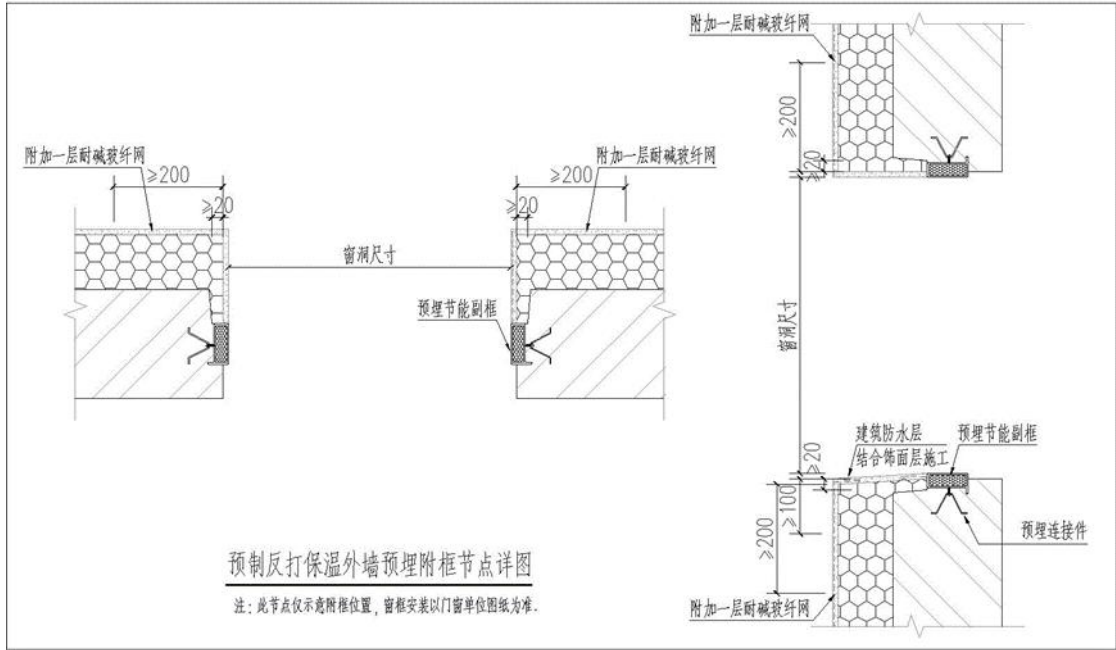 附加一层耐碱玻纤网
≥200
≥20
附加一层耐碱玻纤网
≥200
≥20
窗洞尺寸
预埋节能副框
附加一层耐碱玻纤网
≥200
≥20
窗洞尺寸
≥20
≥100
≥200
建筑防水层
结合饰面层施工
预埋节能副框
预埋连接件
附加一层耐碱玻纤网
预制反打保温外墙预埋附框节点详图
注：此节点仅示意附框位置，窗框安装以门窗单位图纸为准.